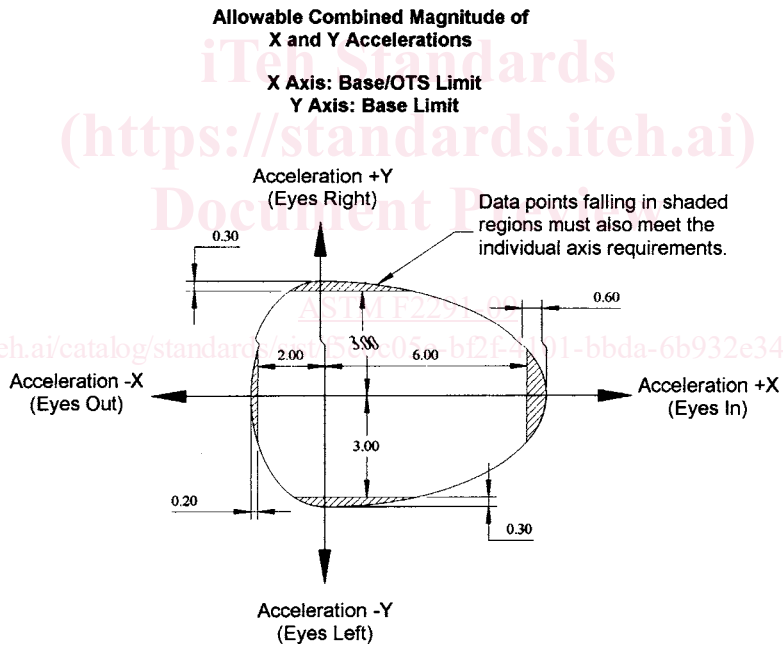 Allowable Combined Magnitude of
X and Y Accelerations
iTeh Standards
X Axis: Base/OTS Limit
Y Axis: Base Limit
(https://standards.iteh.ai)
Acceleration +Y
(Eyes Right)
Document Preview
Data points falling in shaded
regions must also meet the
individual axis requirements.
0.30
0.60
ASTM F2291-09
2.00
6.00
Acceleration -X
(Eyes Out)
Acceleration +X
(Eyes In)
3.00
0.20
0.30
Acceleration -Y
(Eyes Left)